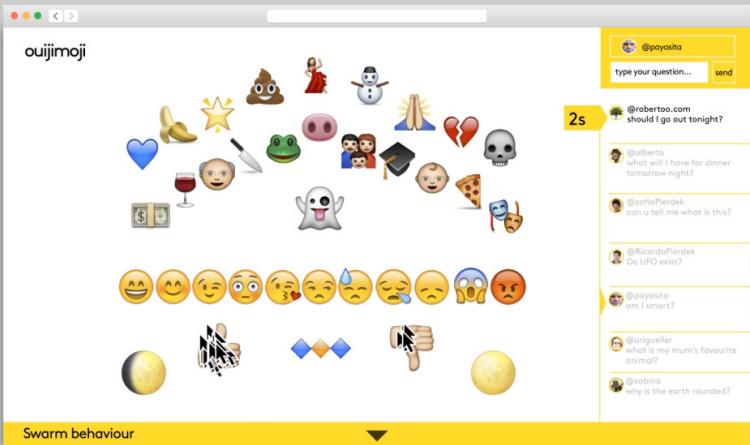 ouijimoji
@payasita
type your question...
send
2s
@robertoo.com
should I go out tonight?
@alberto
what will I have for dinner
tomorrow night?
@zofiaPierdek
can u tell me what is this?
@RicardoPierdek
Do UFO exist?
@payasita
am I smart?
@urigueller
what is my mum's favourite
animal?
@sabina
why is the earth rounded?
Swarm behaviour